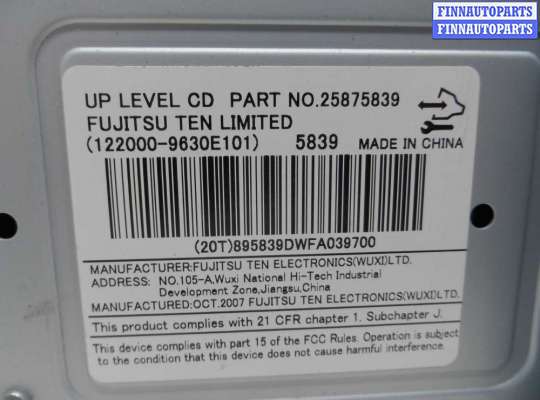 FINNAUTOPARTS
FINNAUTOPARTS
UP LEVEL CD PART NO.25875839
FUJITSU TEN LIMITED
(122000-9630E101) 5839 MADE IN CHINA
(20T)895839DWFA039700
MANUFACTURER:FUJITSU TEN ELECTRONICS(WUXI)LTD.
ADDRESS: NO.105-A,Wuxi National Hi-Tech Industrial
Development Zone,Jiangsu,China
MANUFACTURED:OCT.2007 FUJITSU TEN ELECTRONICS(WUXI)LTD.
This product complies with 21 CFR chapter 1. Subchapter J.
This device complies with part 15 of the FCC Rules. Operation is subject
to the condition that this device does not cause harmful interference.